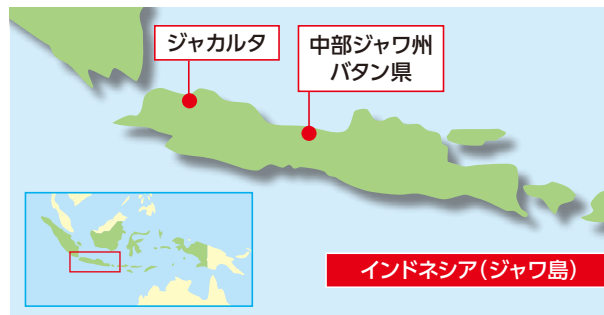 ジャカルタ
中部ジャワ州
バタン県
インドネシア（ジャワ島）